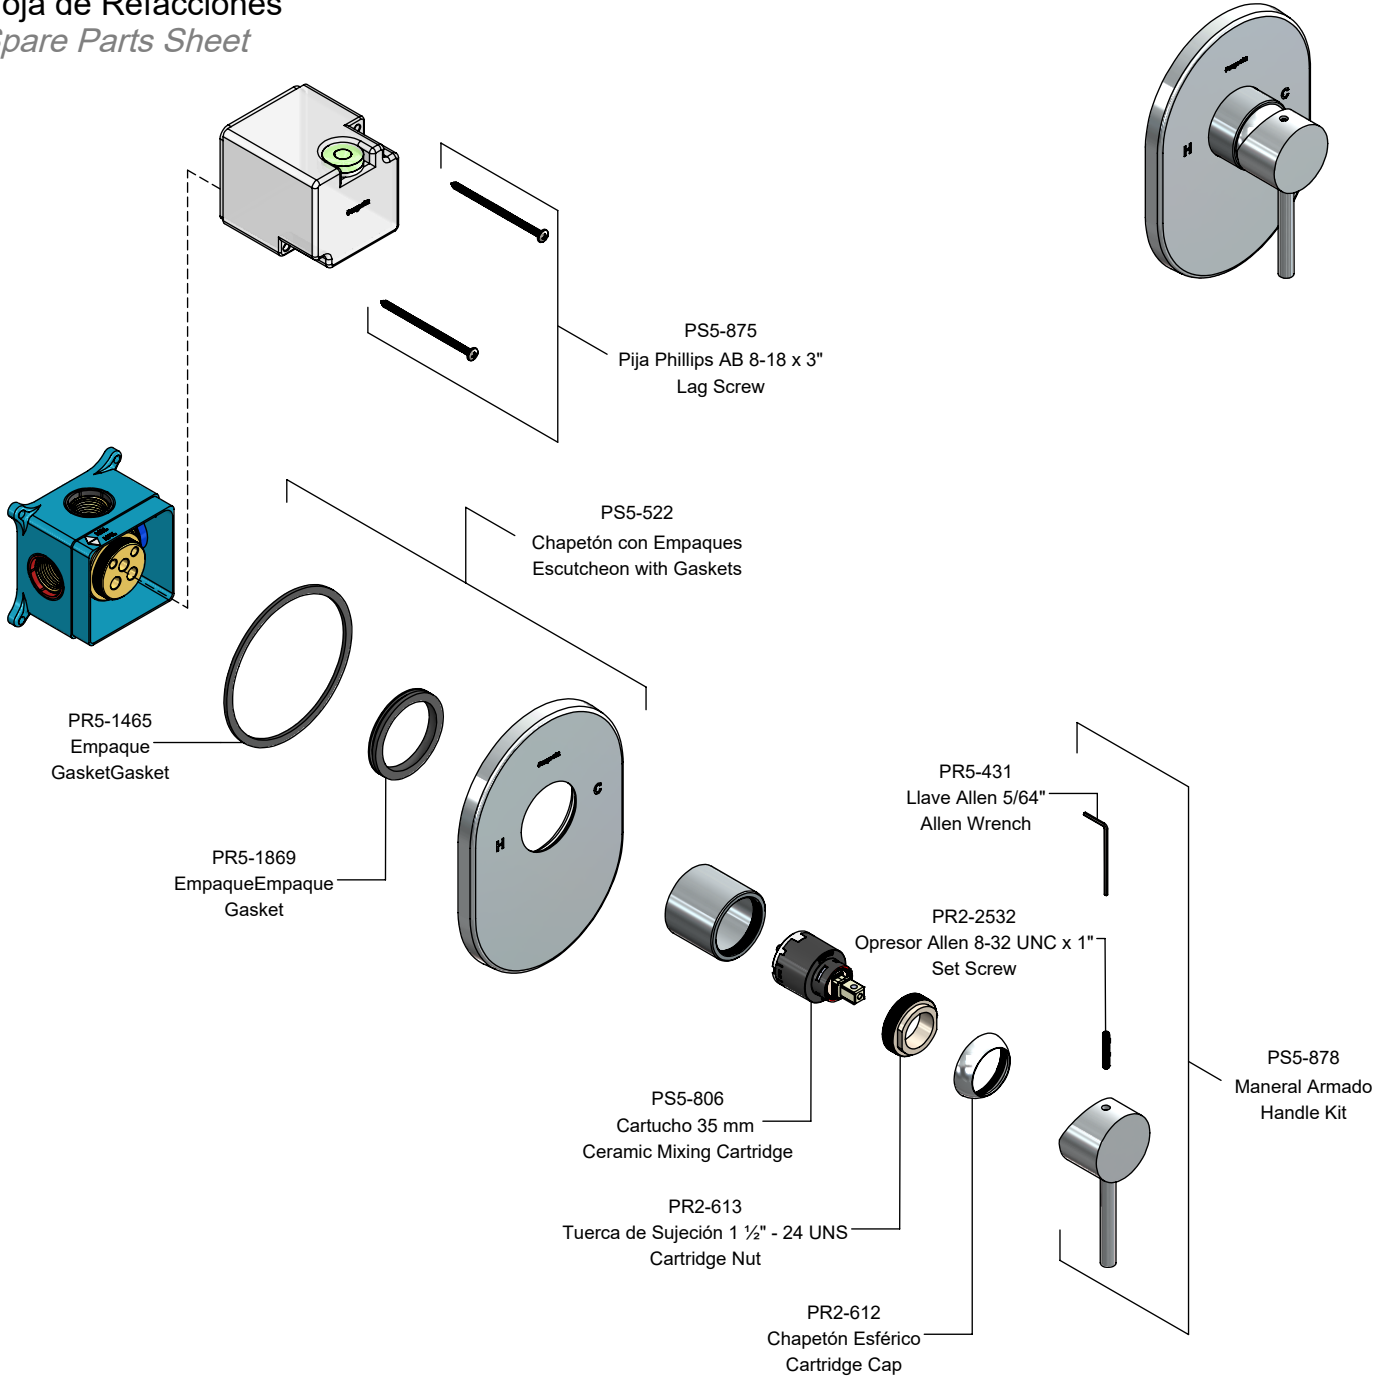 oja de Refacciones
Spare Parts Sheet
C
H
PS5-875
Pija Phillips AB 8-18 x 3"
Lag Screw
PS5-522
Chapetón con Empaques
Escutcheon with Gaskets
PR5-1465
Empaque
GasketGasket
C
H
PR5-1869
EmpaqueEmpaque
Gasket
PR5-431
Llave Allen 5/64"
Allen Wrench
PR2-2532
Opresor Allen 8-32 UNC x 1"
Set Screw
PS5-878
Maneral Armado
Handle Kit
PS5-806
Cartucho 35 mm
Ceramic Mixing Cartridge
PR2-613
Tuerca de Sujeción 1 ½" - 24 UNS
Cartridge Nut
PR2-612
Chapetón Esférico
Cartridge Cap